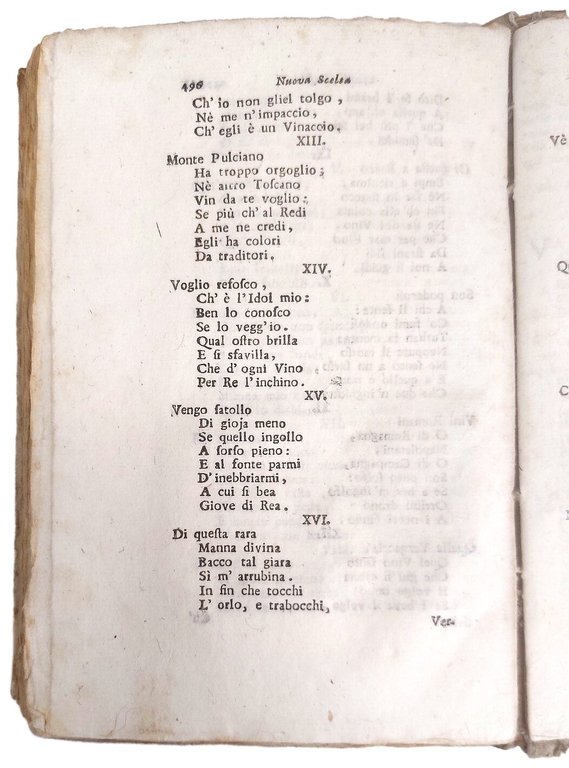 496 Nuova Scelta
Ch' io non gliel tolgo,
Nè me n'impaccio,
Ch' egli è un Vinaccio.
XIII.
Monte Pulciano
Ha troppo orgoglio;
Nè altro Toſcano
Vin da te voglio:
Se più ch' al Redi
A me ne credi,
Egli ha colori
Da traditori.
XIV.
Voglio refoſco,
Ch' è l'Idol mio:
Ben lo conoſco
Se lo vegg'io.
Qual oſtro brilla
E ſi sfavilla,
Che d' ogni Vino
Per Re l'inchino.
XV.
Vengo ſatollo
Di gioja meno
Se quello ingollo
A ſorſo pieno:
E al fonte parmi
D'inebbriarmi,
A cui ſi bea
Giove di Rea.
XVI.
Di queſta rara
Manna divina
Bacco tal giara
Sì m' arrubina.
In fin che tocchi
L' orlo, e trabocchi,
Ver-
Vè